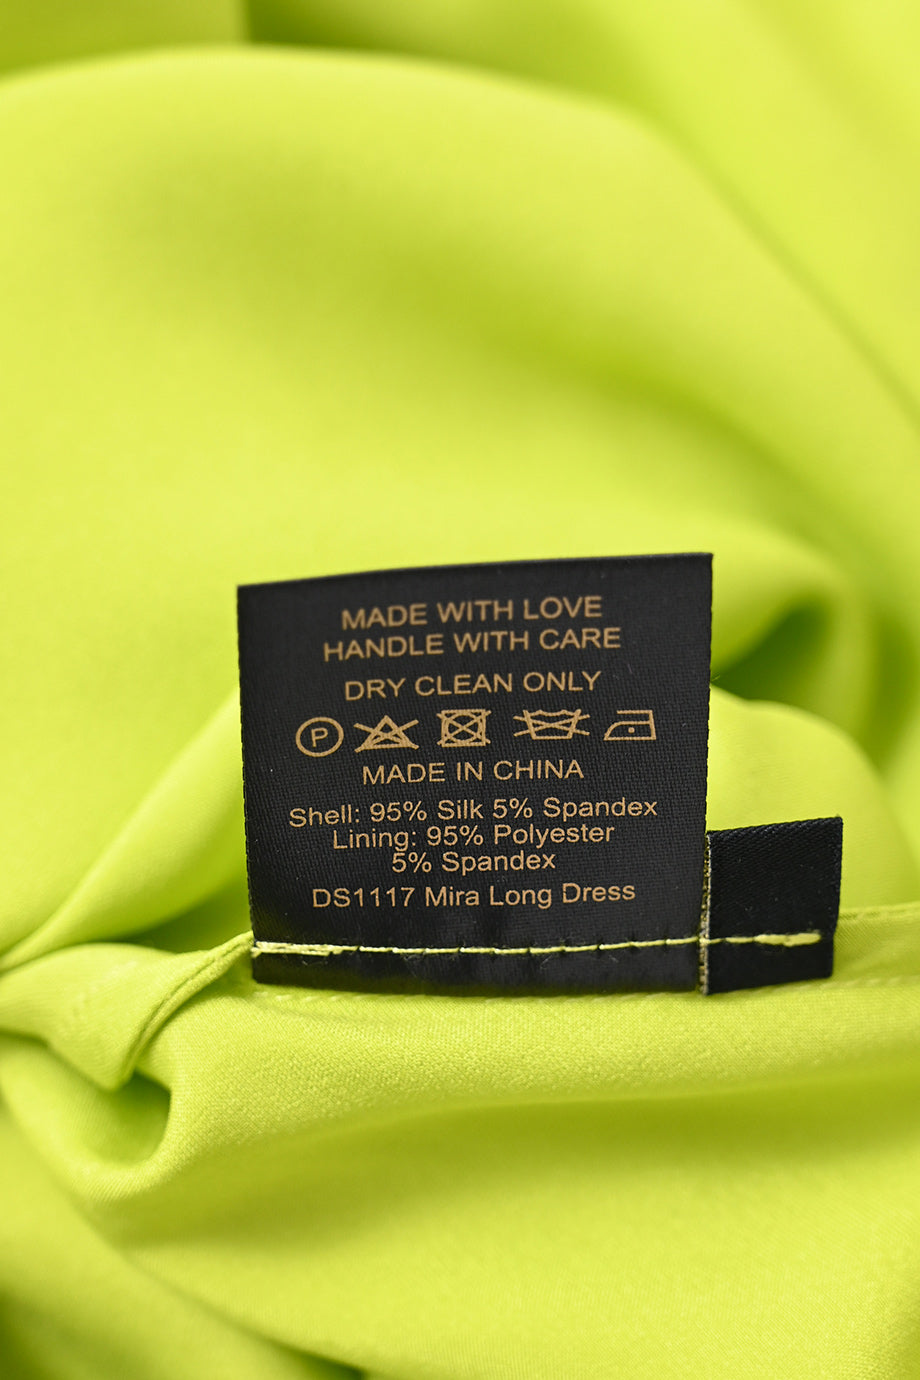 MADE WITH LOVE
HANDLE WITH CARE
DRY CLEAN ONLY
P
MADE IN CHINA
Shell: 95% Silk 5% Spandex
Lining: 95% Polyester
5% Spandex
DS1117 Mira Long Dress